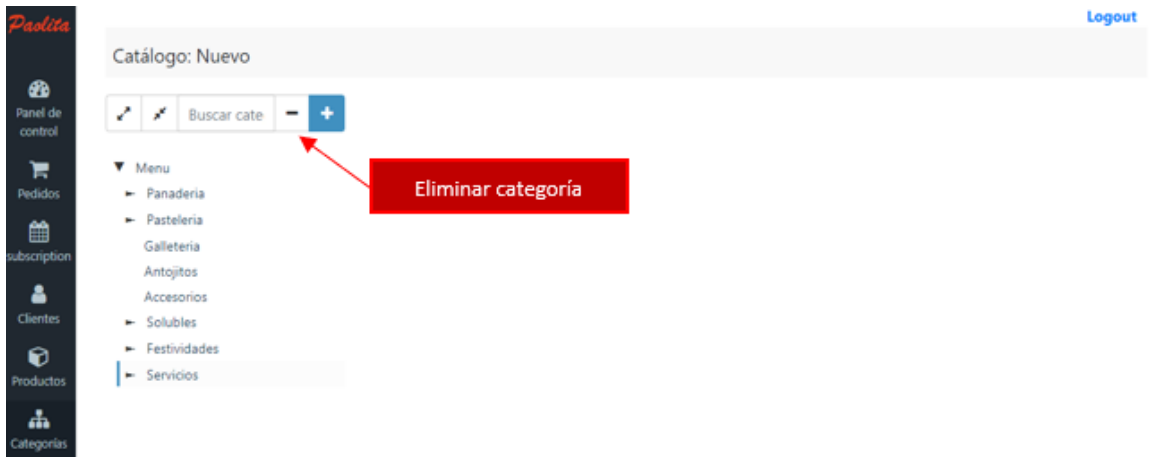 Paolita
Logout
Catálogo: Nuevo
Panel de
control
Buscar cate
Menu
Eliminar categoría
Pedidos
Panaderia
Pasteleria
Galleteria
subscription
Antojitos
Accesorios
Clientes
Solubles
Festividades
Productos
Servicios
Categorías